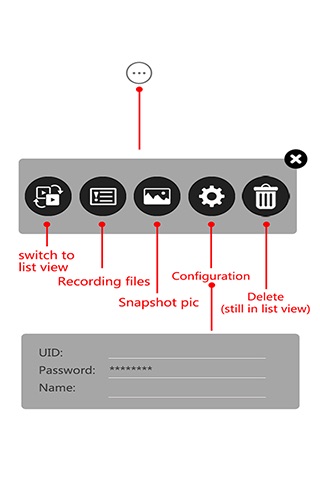 switch to
list view
Recording files
Snapshot pic
Configuration
Delete
(still in list view)
UID:
Password: ********
Name: